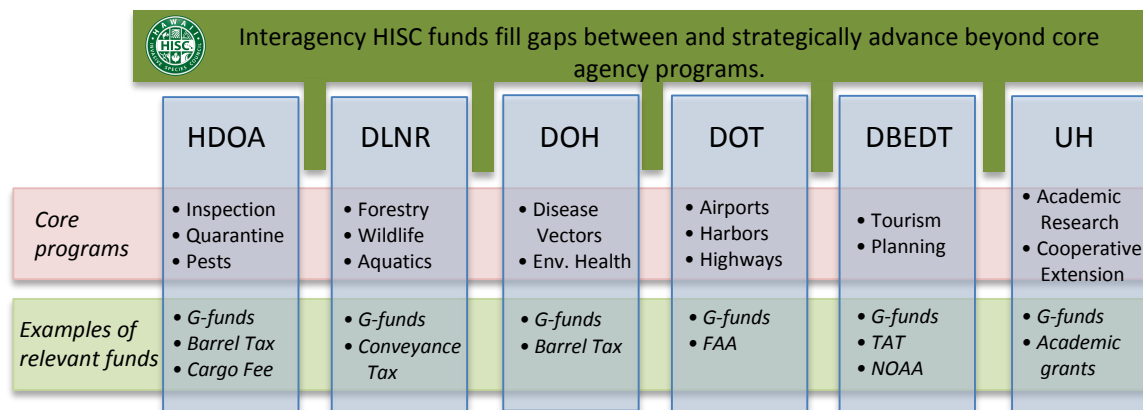 HAWAII
HISC
INVASIVE SPECIES COUNCIL
Interagency HISC funds fill gaps between and strategically advance beyond core
agency programs.
HDOA
DLNR
DOH
DOT
DBEDT
UH
Core
programs
• Inspection
• Quarantine
• Pests
• Forestry
• Wildlife
• Aquatics
• Disease
Vectors
• Env. Health
• Airports
• Harbors
• Highways
• Tourism
• Planning
• Academic
Research
• Cooperative
Extension
Examples of
relevant funds
• G-funds
• Barrel Tax
• Cargo Fee
• G-funds
• Conveyance
Tax
• G-funds
• Barrel Tax
• G-funds
• FAA
• G-funds
• TAT
• NOAA
• G-funds
• Academic
grants